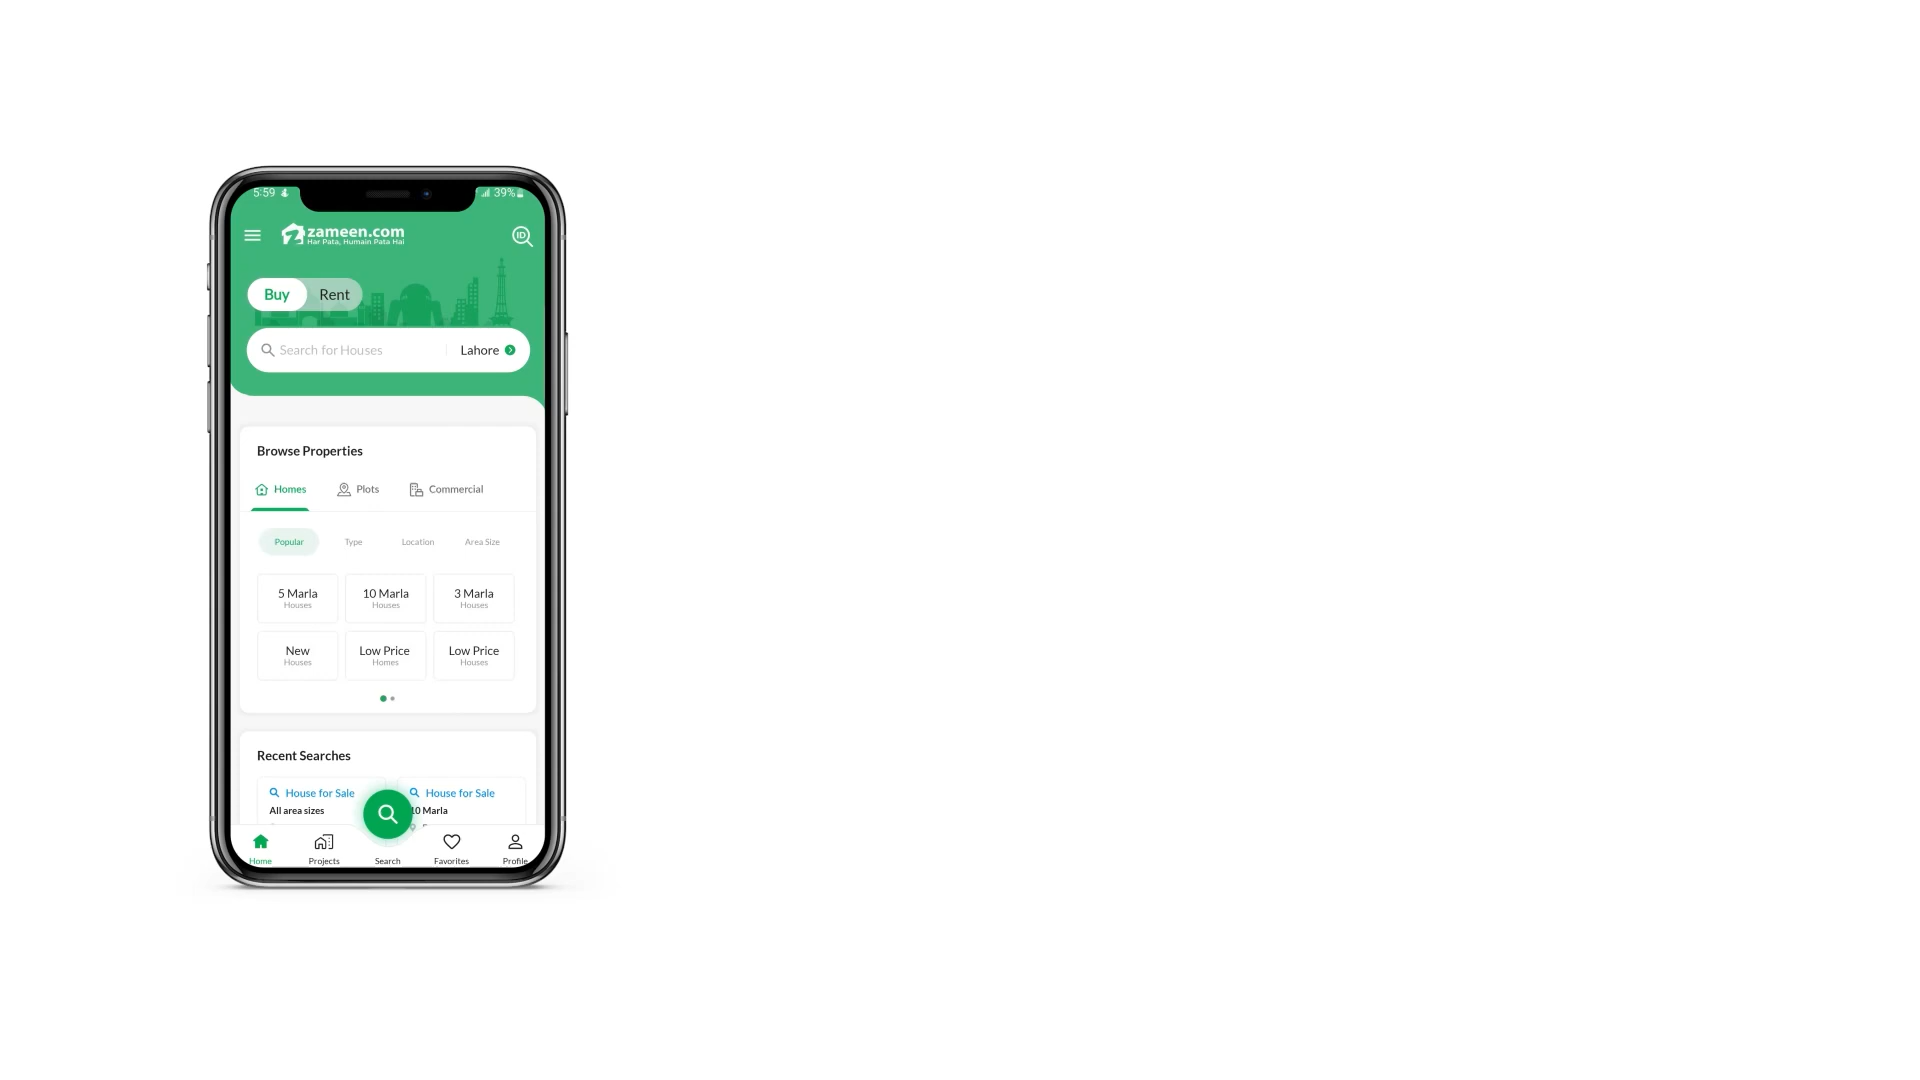 5:59
39%
zameen.com
Har Pata, Humain Pata Hai
ID
Buy Rent
Search for Houses Lahore
Browse Properties
Homes Plots Commercial
Popular Type Location Area Size
5 Marla 10 Marla 3 Marla
Houses Houses Houses
New Low Price Low Price
Houses Homes Houses
Recent Searches
House for Sale House for Sale
All area sizes 10 Marla
Home Projects Search Favorites Profile